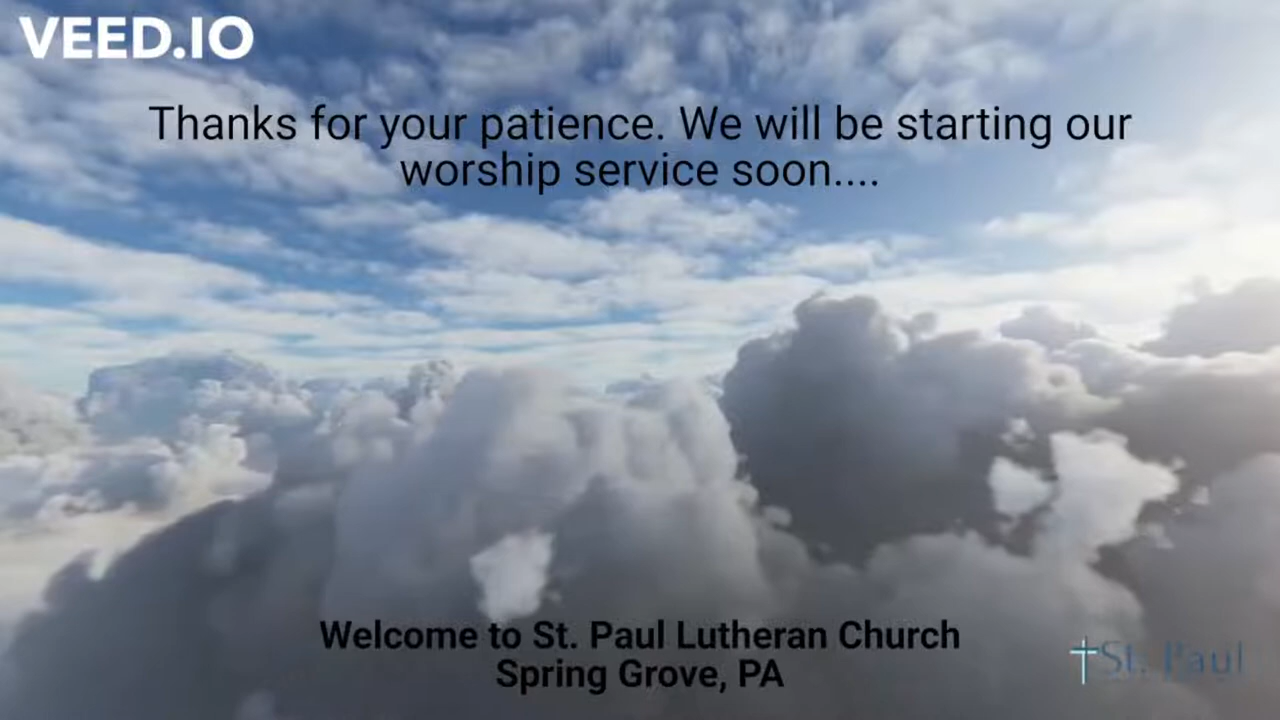 VEED.IO
Thanks for your patience. We will be starting our
worship service soon....
Welcome to St. Paul Lutheran Church
Spring Grove, PA
St. Paul